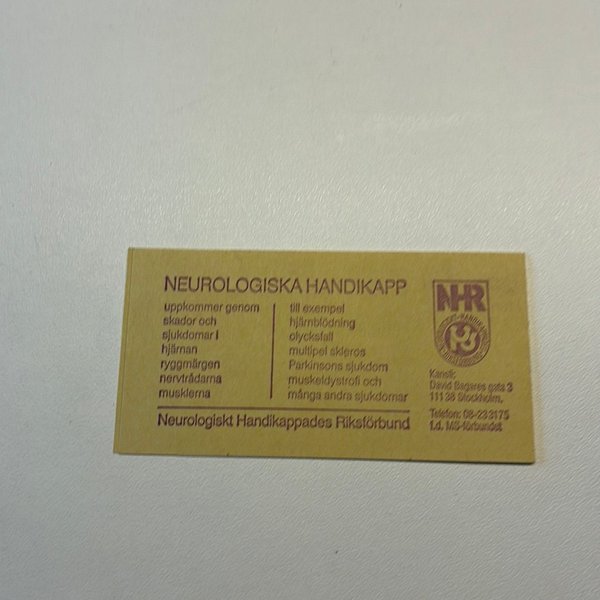 NEUROLOGISKA HANDIKAPP
uppkommer genom
skador och
sjukdomar i
hjärnan
ryggmärgen
nervtrådarna
musklerna
till exempel
hjärnblödning
olycksfall
multipel skleros
Parkinsons sjukdom
muskeldystrofi och
många andra sjukdomar
Neurologiskt Handikappades Riksförbund
NHR
Kansli:
David Bagares gata 3
111 38 Stockholm.
Telefon: 08-23 3175
f.d. MS-förbundet